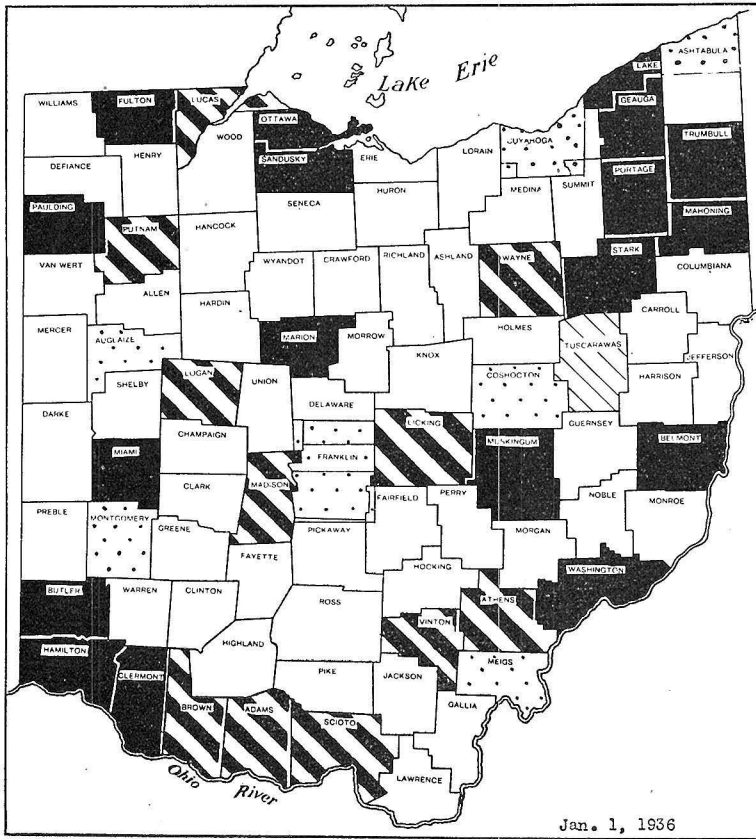 Lake Erie
ASHTABULA
LAKE
GEAUGA
WILLIAMS
FULTON
LUCAS
OTTAWA
WOOD
SANDUSKY
ERIE
LORAIN
CUYAHOGA
TRUMBULL
DEFIANCE
HENRY
PORTAGE
SENECA
HURON
MEDINA
SUMMIT
PAULDING
MAHONING
PUTNAM
HANCOCK
STARK
VAN WERT
ALLEN
WYANDOT
CRAWFORD
RICHLAND
ASHLAND
WAYNE
COLUMBIANA
HARDIN
CARROLL
MERCER
AUGLAIZE
MARION
MORROW
HOLMES
TUSCARAWAS
JEFFERSON
KNOX
LOGAN
UNION
COSHOCTON
HARRISON
SHELBY
DELAWARE
DARKE
LICKING
GUERNSEY
CHAMPAIGN
MUSKINGUM
BELMONT
MIAMI
FRANKLIN
CLARK
MADISON
FAIRFIELD
PERRY
NOBLE
MONROE
PREBLE
MONTGOMERY
GREENE
PICKAWAY
MORGAN
FAYETTE
HOCKING
WASHINGTON
BUTLER
WARREN
CLINTON
ROSS
ATHENS
VINTON
HAMILTON
HIGHLAND
MEIGS
CLERMONT
PIKE
JACKSON
BROWN
ADAMS
SCIOTO
GALLIA
LAWRENCE
Ohio River
Jan. 1, 1936